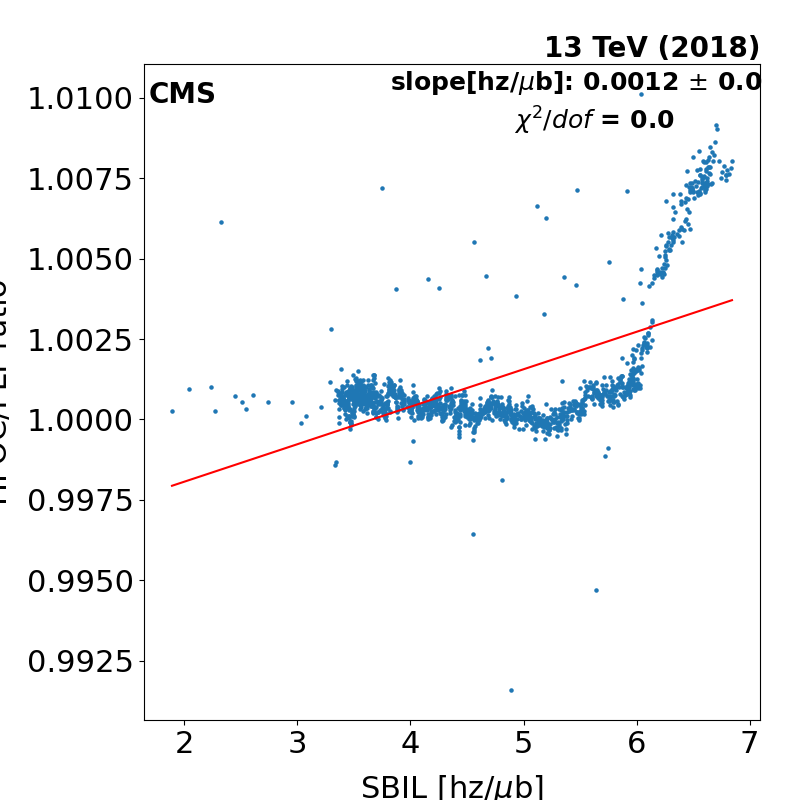 13 TeV (2018)
CMS
slope[hz/μb]: 0.0012 ± 0.0
χ²/dof = 0.0
1.0100
1.0075
1.0050
1.0025
1.0000
0.9975
0.9950
0.9925
2 3 4 5 6 7
SBIL [hz/μb]